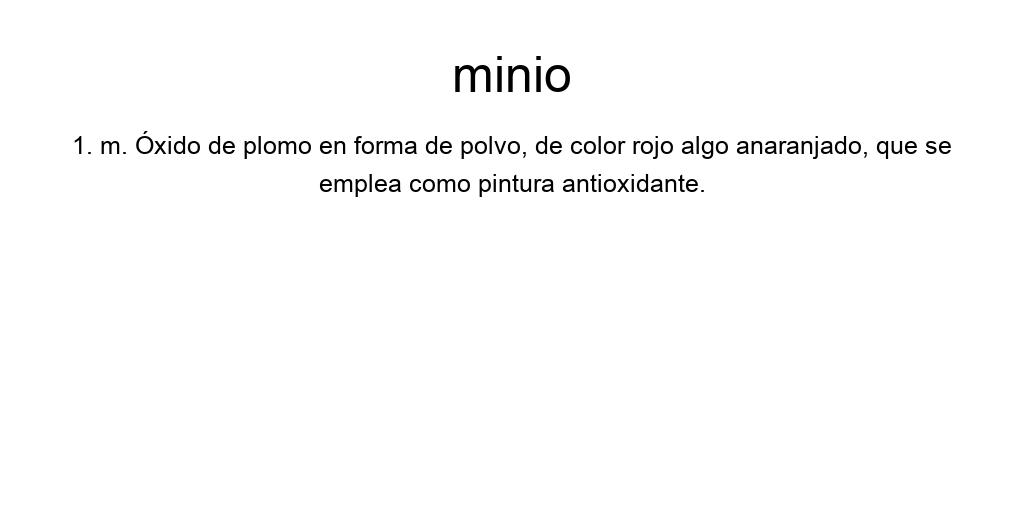 minio
1. m. Óxido de plomo en forma de polvo, de color rojo algo anaranjado, que se
emplea como pintura antioxidante.